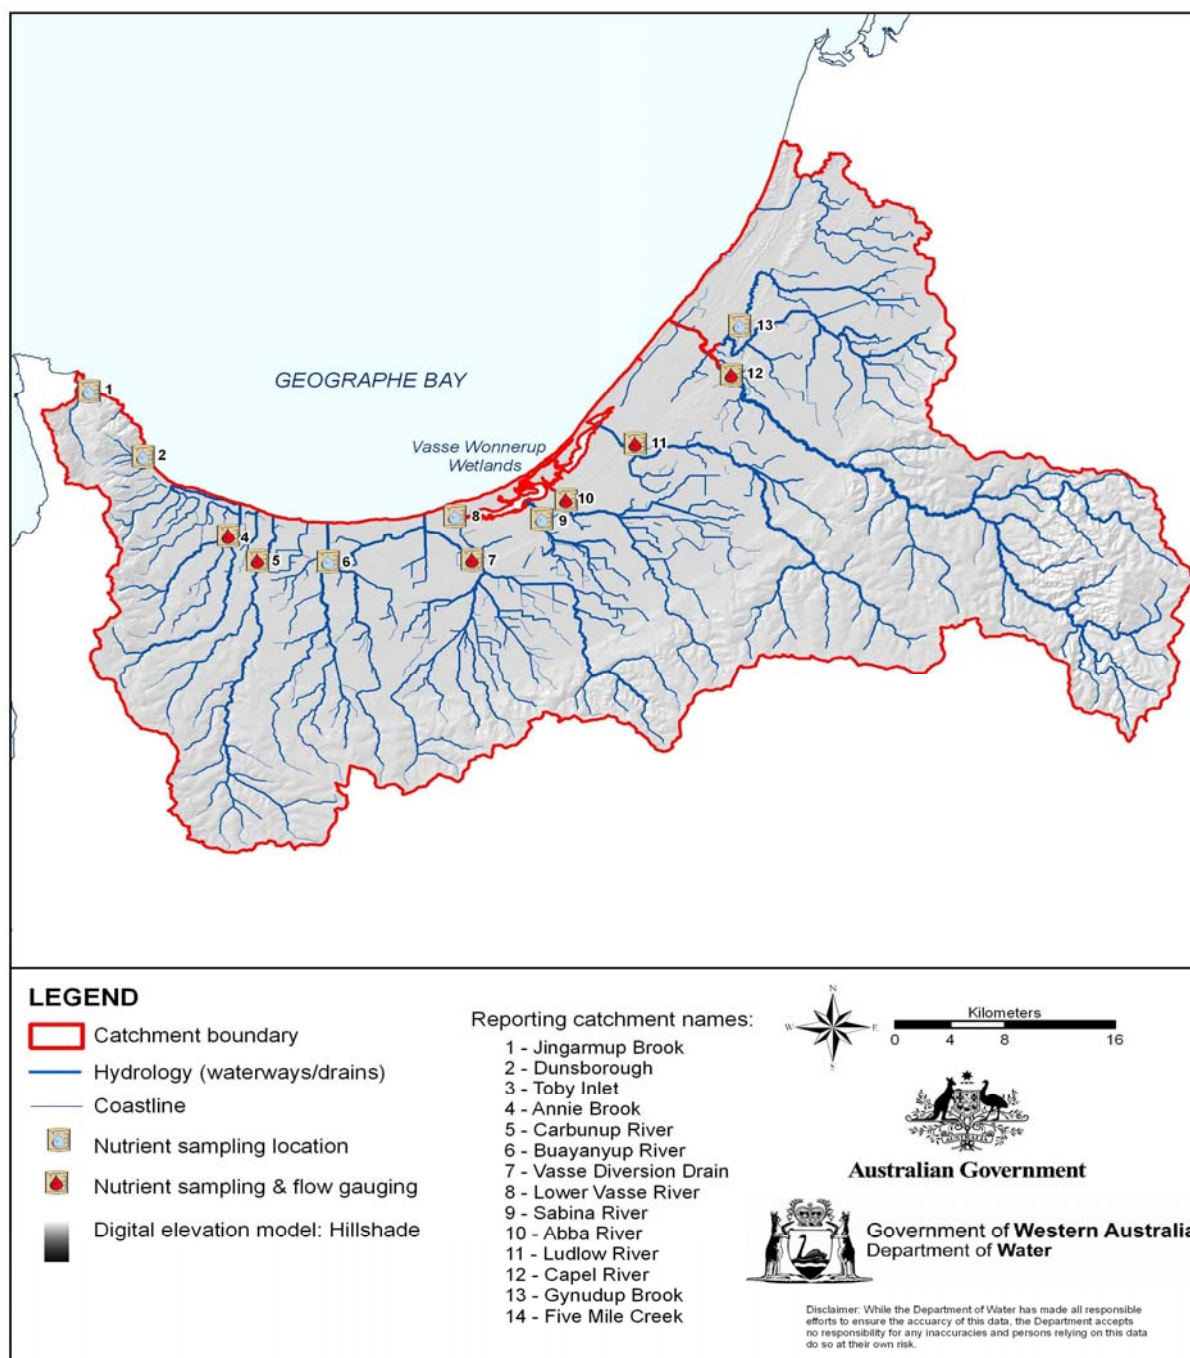 13
12
GEOGRAPHE BAY
1
Vasse Wonnerup
Wetlands
11
2
10
8
9
4
5
6
7
LEGEND
Catchment boundary
Hydrology (waterways/drains)
Coastline
Nutrient sampling location
Nutrient sampling & flow gauging
Digital elevation model: Hillshade
Reporting catchment names:
1 - Jingarmup Brook
2 - Dunsborough
3 - Toby Inlet
4 - Annie Brook
5 - Carbunup River
6 - Buayanyup River
7 - Vasse Diversion Drain
8 - Lower Vasse River
9 - Sabina River
10 - Abba River
11 - Ludlow River
12 - Capel River
13 - Gynudup Brook
14 - Five Mile Creek
N
W E
S
Kilometers
0 4 8 16
AUSTRALIA
Australian Government
Government of Western Australia
Department of Water
Disclaimer: While the Department of Water has made all responsible
efforts to ensure the accuarcy of this data, the Department accepts
no responsibility for any inaccuracies and persons relying on this data
do so at their own risk.